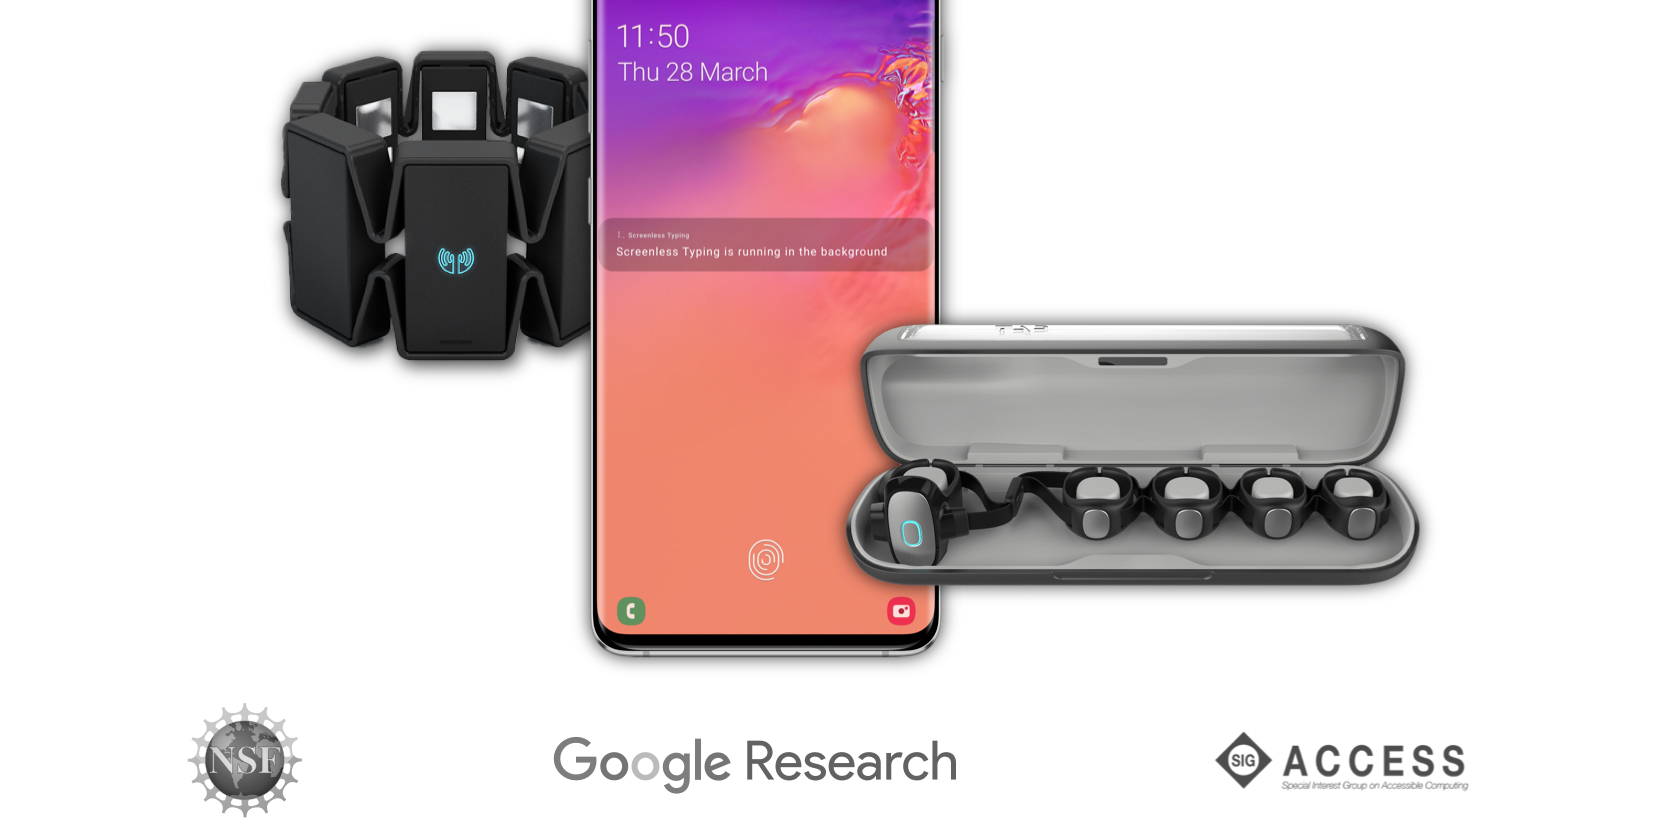 11:50
Thu 28 March
Screenless Typing
Screenless Typing is running in the background
TAP
NSF
Google Research
SIG
ACCESS
Special Interest Group on Accessible Computing